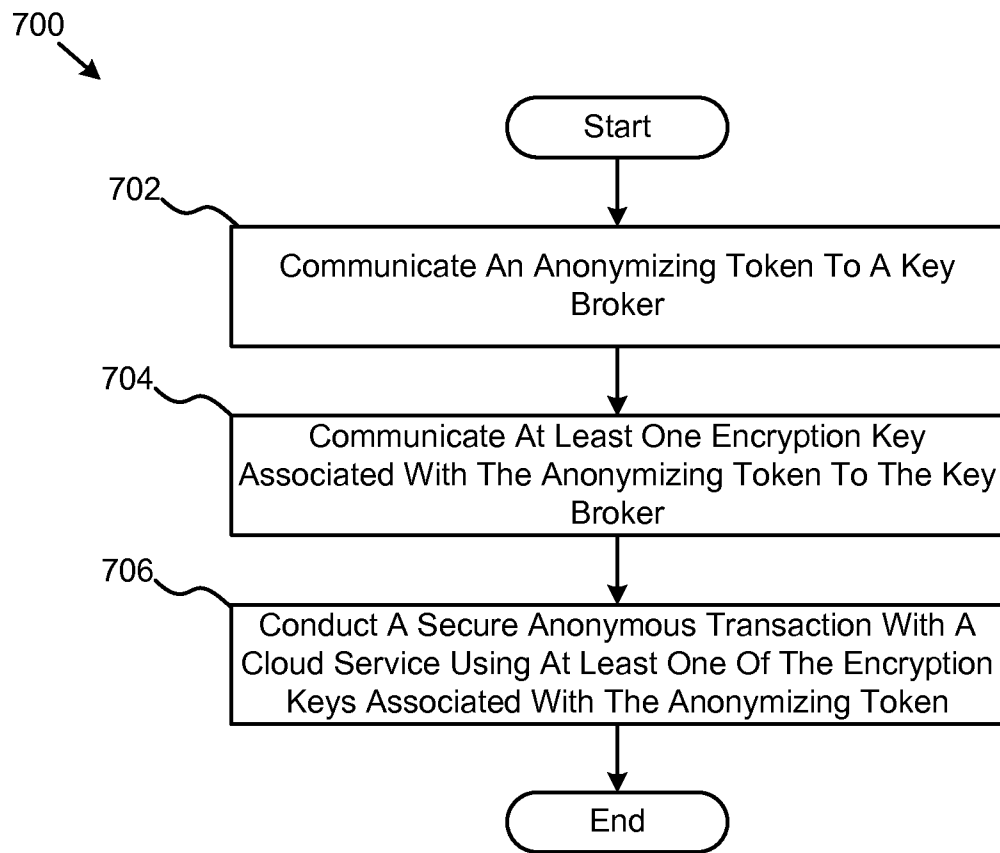 700
Start
702
Communicate An Anonymizing Token To A Key
Broker
704
Communicate At Least One Encryption Key
Associated With The Anonymizing Token To The Key
Broker
706
Conduct A Secure Anonymous Transaction With A
Cloud Service Using At Least One Of The Encryption
Keys Associated With The Anonymizing Token
End